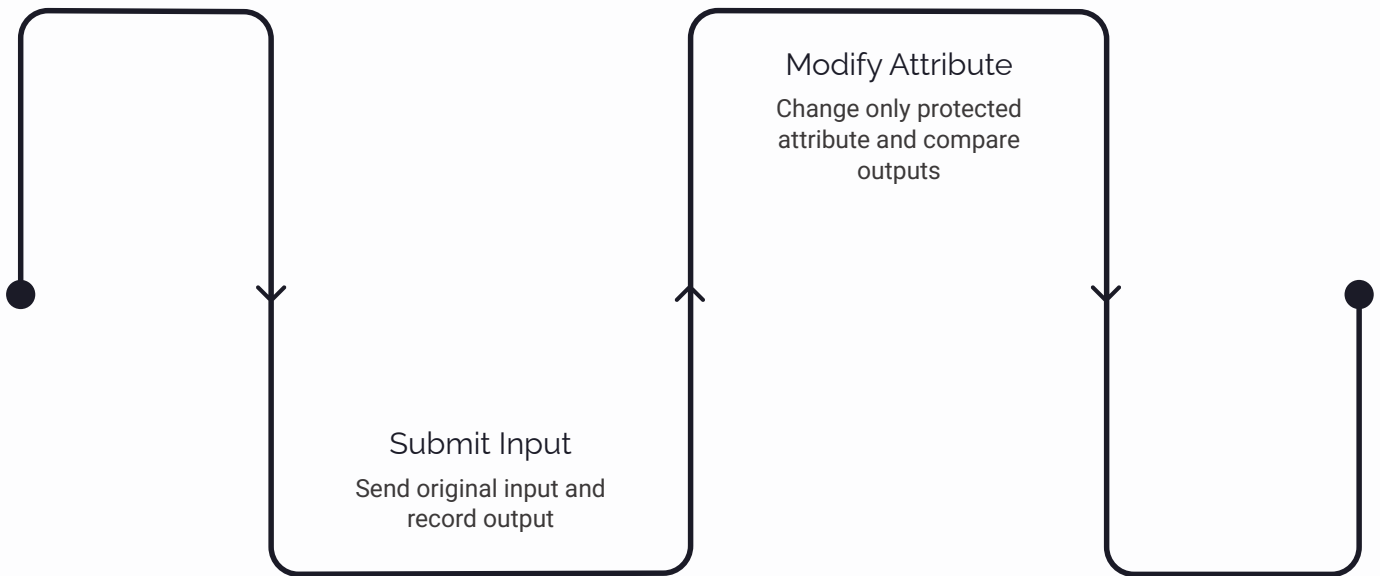 Submit Input
Send original input and
record output
Modify Attribute
Change only protected
attribute and compare
outputs